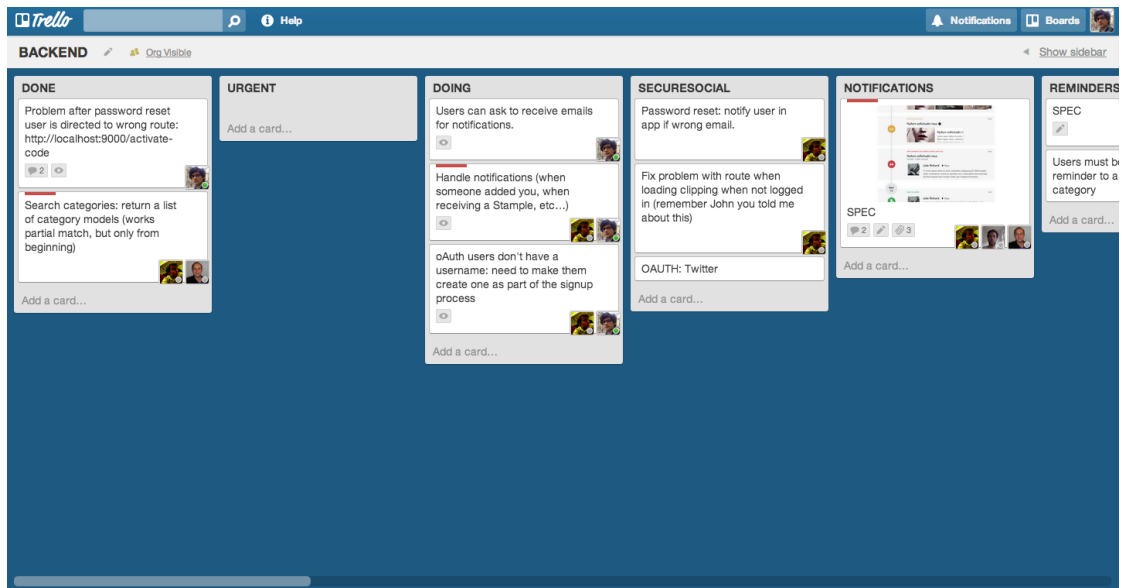 Trello
Help
Notifications
Boards
BACKEND
Org Visible
Show sidebar
DONE
Problem after password reset
user is directed to wrong route:
http://localhost:9000/activate-
code
2
Search categories: return a list
of category models (works
partial match, but only from
beginning)
Add a card...
URGENT
Add a card...
DOING
Users can ask to receive emails
for notifications.
Handle notifications (when
someone added you, when
receiving a Stample, etc...)
oAuth users don't have a
username: need to make them
create one as part of the signup
process
Add a card...
SECURESOCIAL
Password reset: notify user in
app if wrong email.
Fix problem with route when
loading clipping when not logged
in (remember John you told me
about this)
OAUTH: Twitter
Add a card...
NOTIFICATIONS
SPEC
2
3
Add a card...
REMINDERS
SPEC
Users must be
reminder to a
category
Add a card...